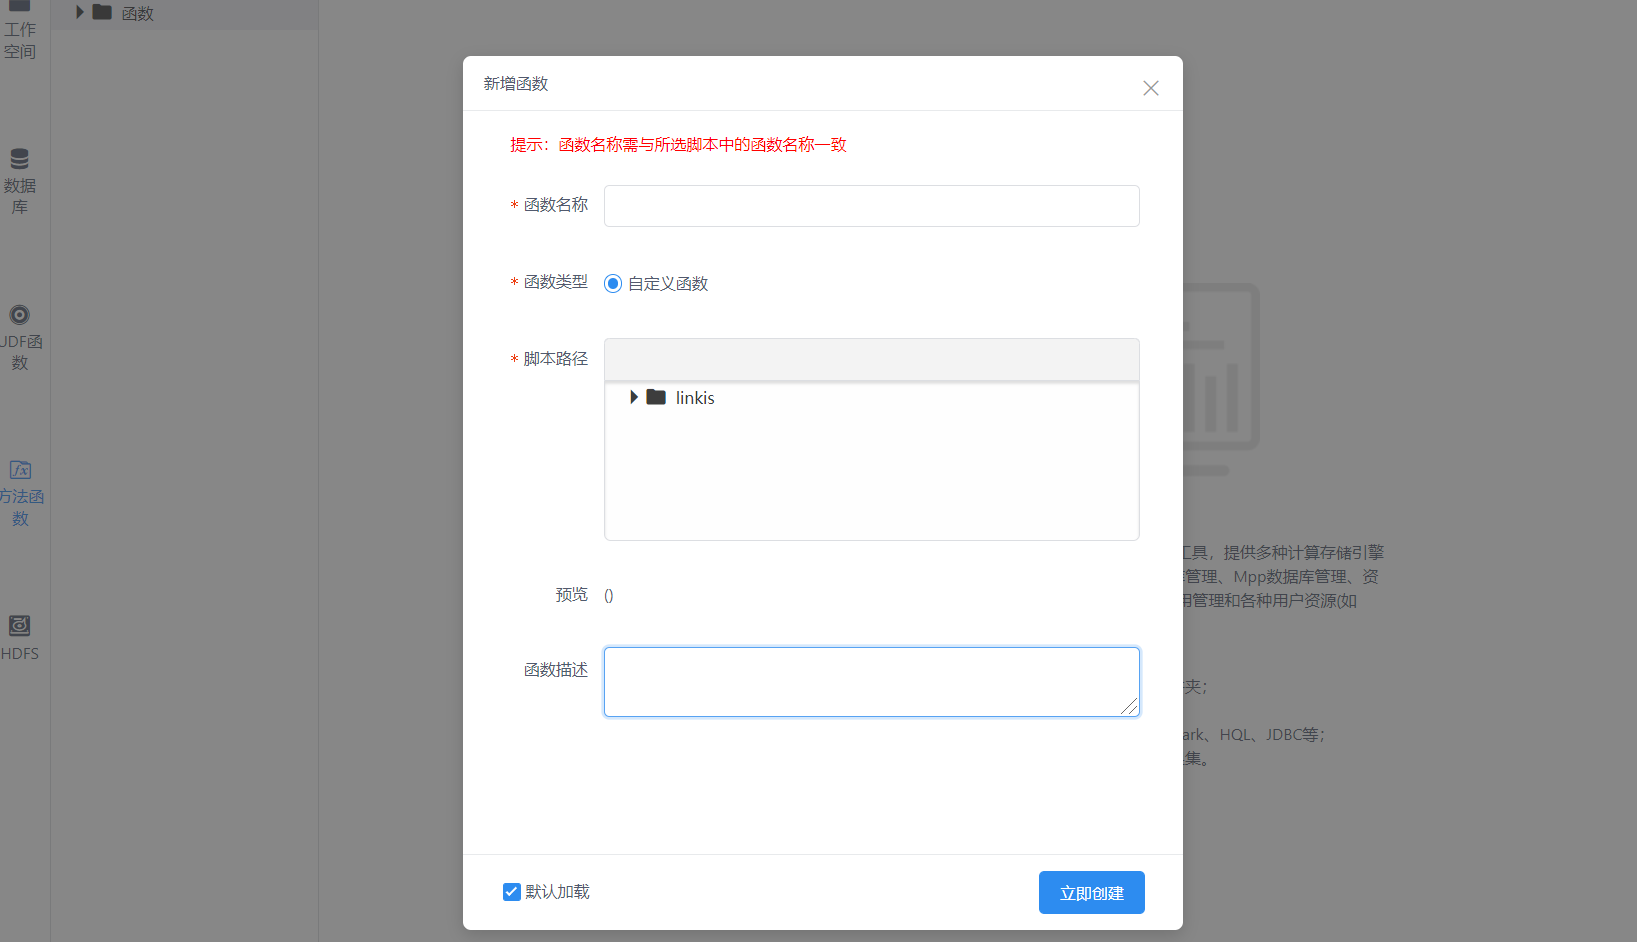 函数
工作
空间
新增函数
提示：函数名称需与所选脚本中的函数名称一致
数据
库
* 函数名称
* 函数类型
自定义函数
UDF函
数
* 脚本路径
linkis
方法函
数
工具，提供多种计算存储引擎
管理、Mpp数据库管理、资
用管理和各种用户资源(如
预览 ()
HDFS
函数描述
夹；
ark、HQL、JDBC等；
集。
默认加载
立即创建